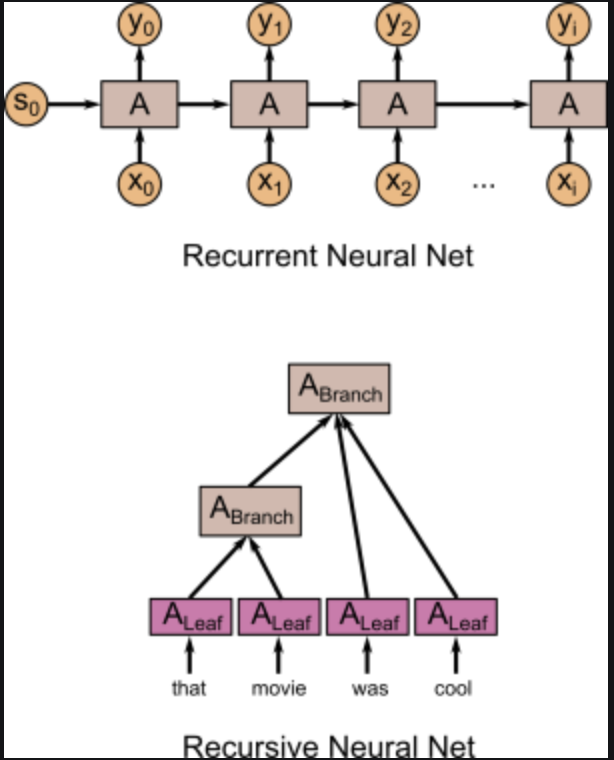 y0 y1 y2 yi
s0 A A A A
x0 x1 x2 ... xi
Recurrent Neural Net
ABranch
ABranch
ALeaf ALeaf ALeaf ALeaf
that movie was cool
Recursive Neural Net